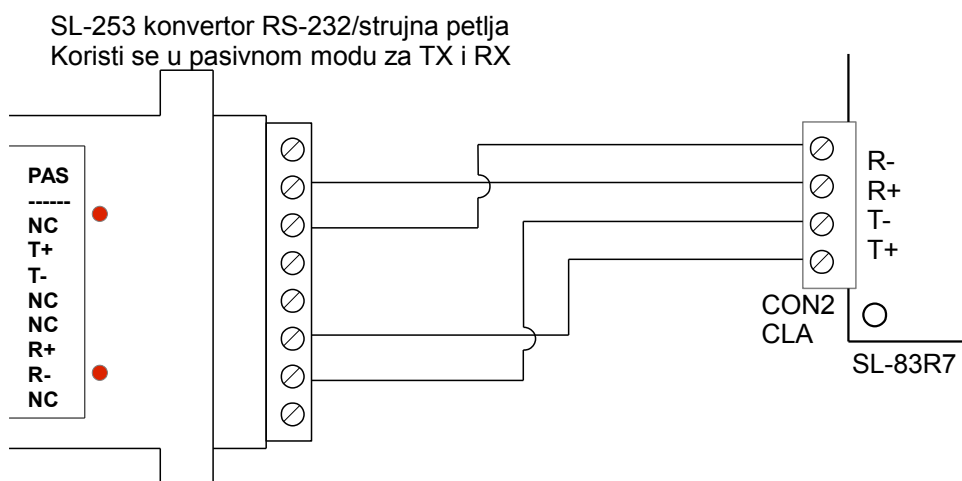 SL-253 konvertor RS-232/strujna petlja
Koristi se u pasivnom modu za TX i RX
PAS
------
NC
T+
T-
NC
NC
R+
R-
NC
R-
R+
T-
T+
CON2
CLA
SL-83R7